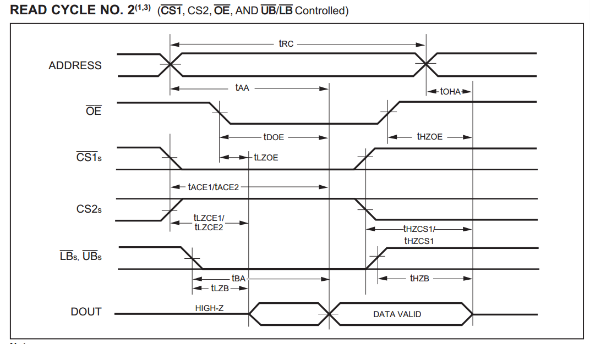 READ CYCLE NO. 2(1,3) (CS1, CS2, OE, AND UB/LB Controlled)
tRC
ADDRESS
tAA
tOHA
OE
tDOE
tHZOE
CS1s
tLZOE
tACE1/tACE2
CS2s
tLZCE1/
tLZCE2
tHZCS1/
tHZCS1
LBs, UBs
tBA
tLZB
tHZB
HIGH-Z
DOUT
DATA VALID